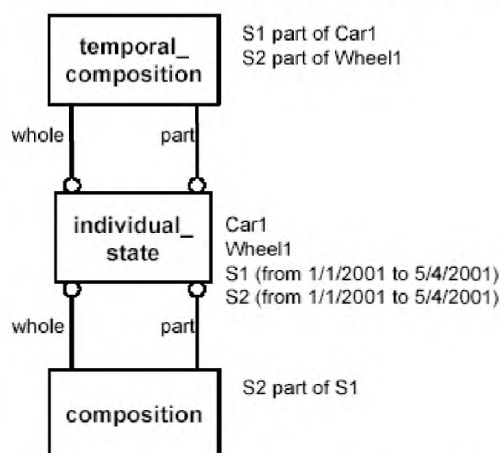 temporal_
composition
S1 part of Car1
S2 part of Wheel1
whole
part
individual_
state
Car1
Wheel1
S1 (from 1/1/2001 to 5/4/2001)
S2 (from 1/1/2001 to 5/4/2001)
whole
part
composition
S2 part of S1